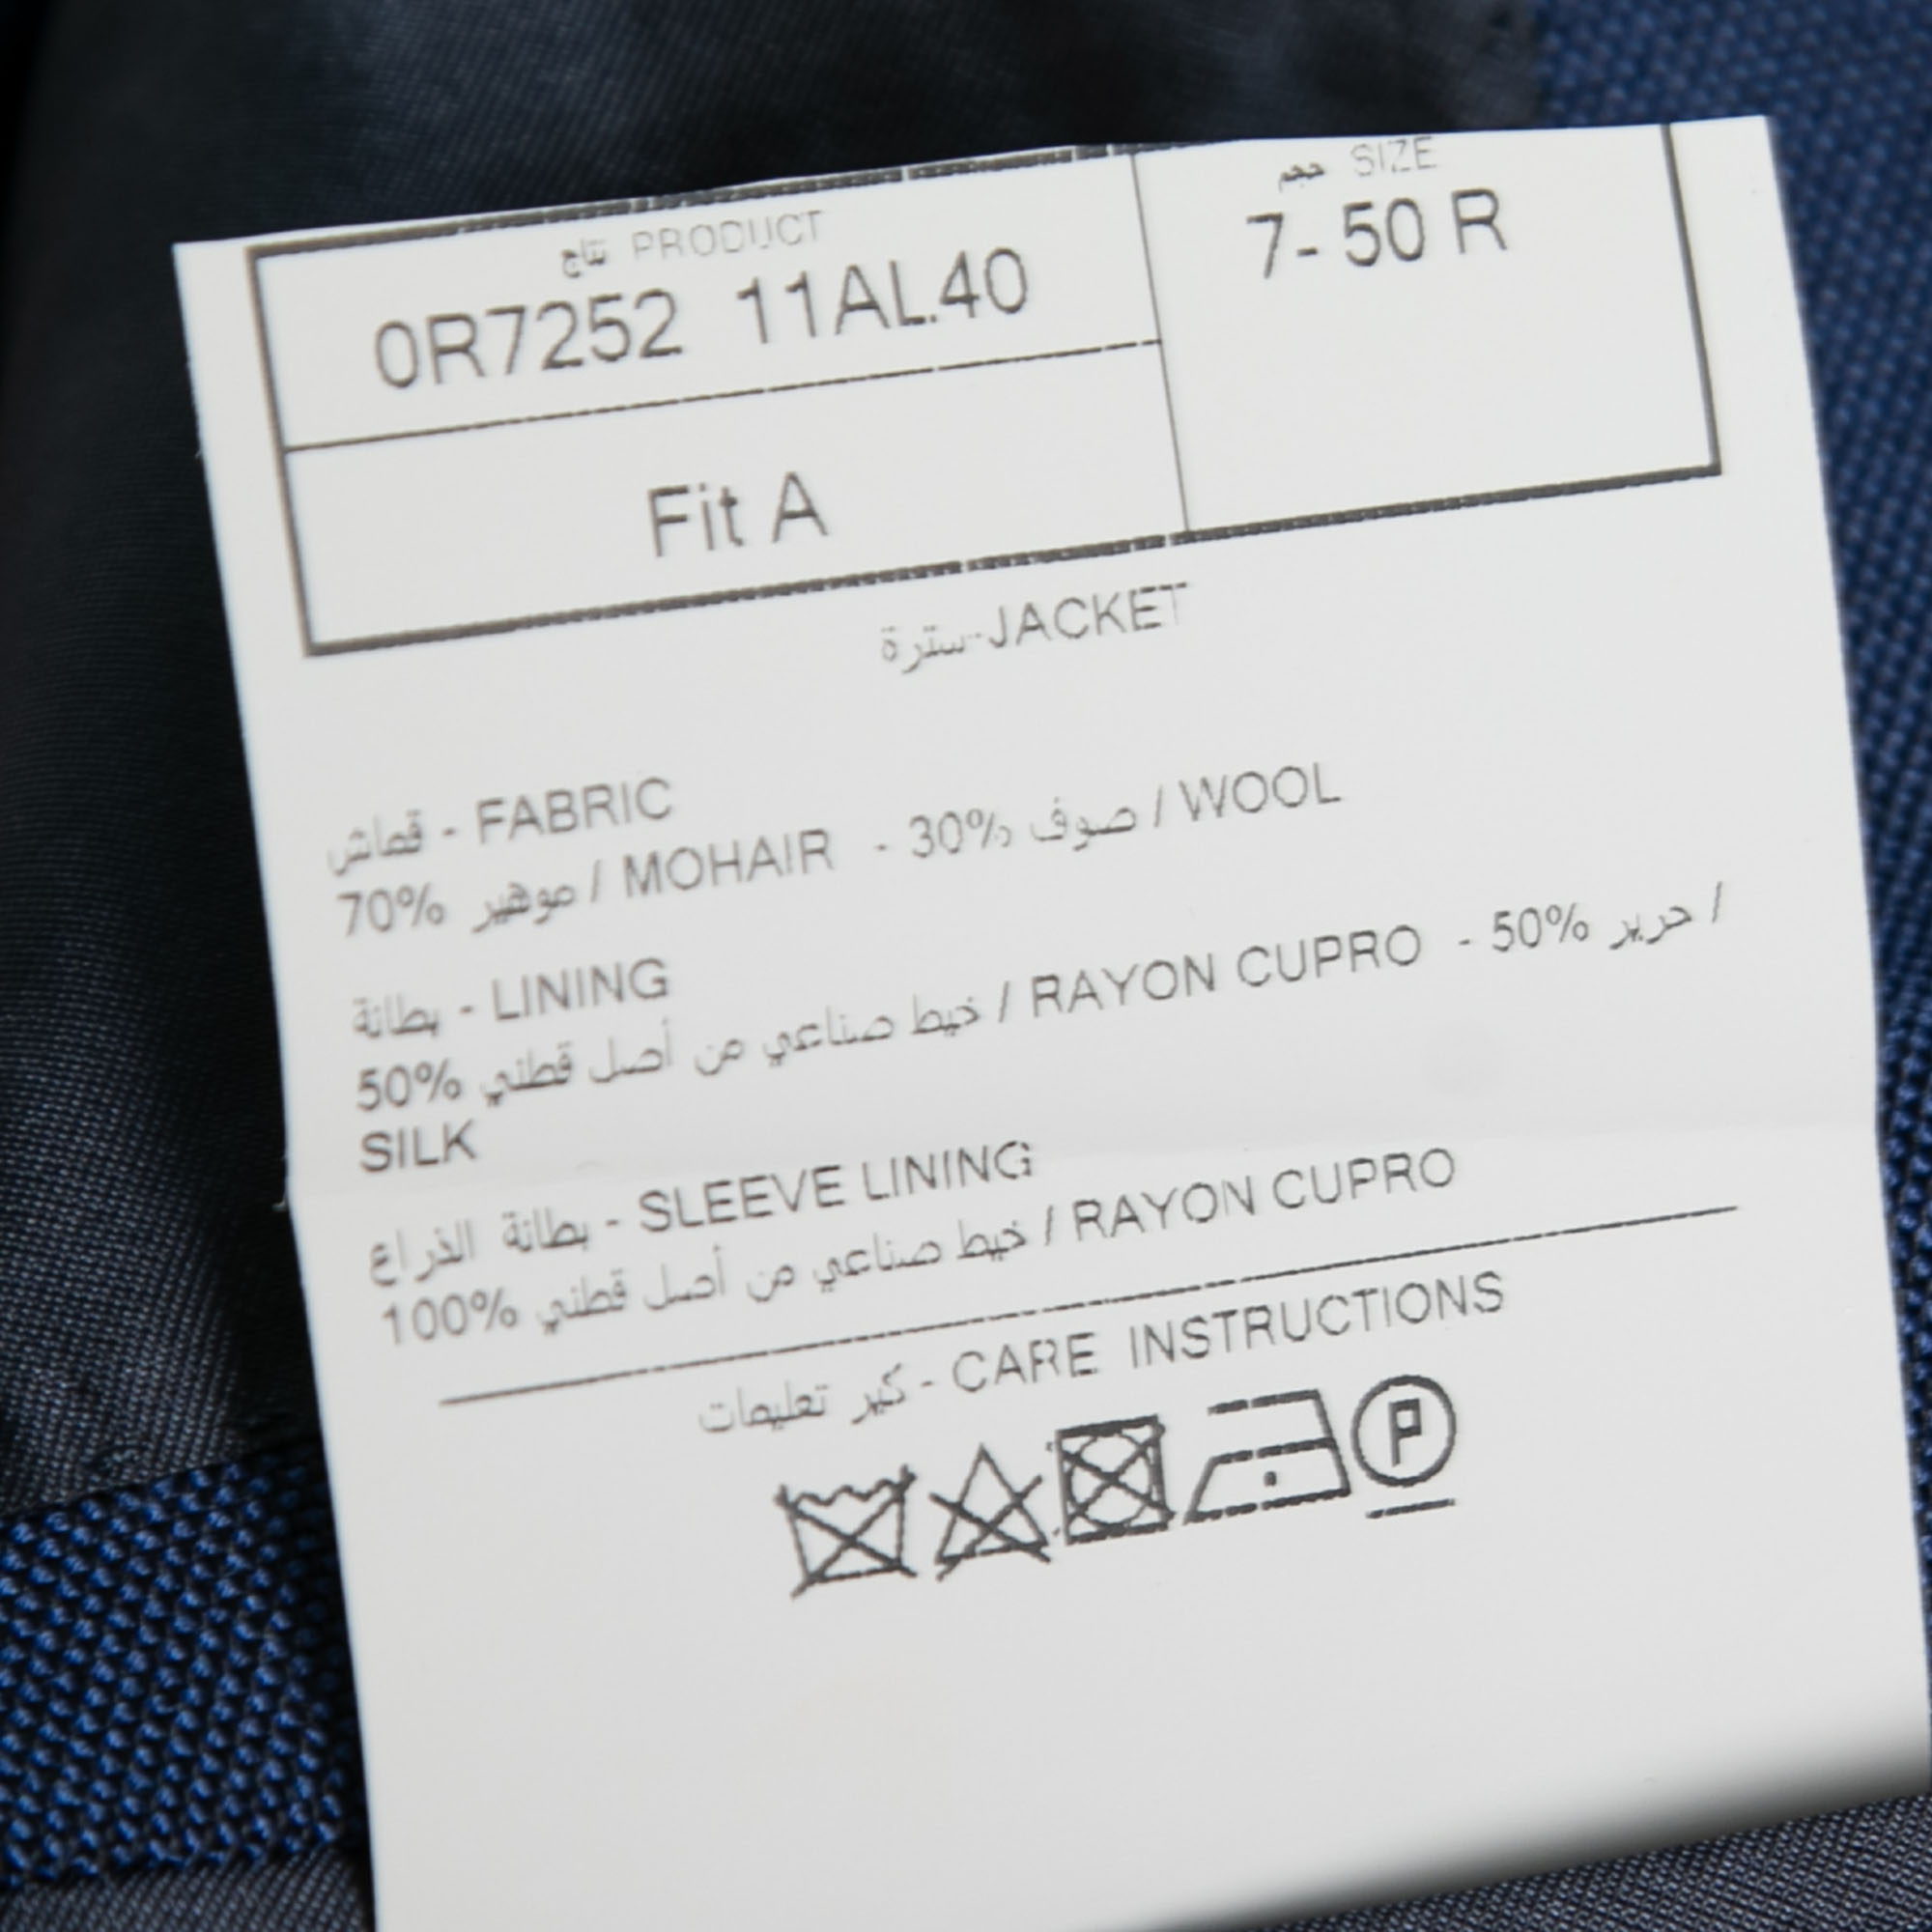 نتاج PRODUCT
0R7252 11AL.40
حجم SIZE
7- 50 R
Fit A
سترة-JACKET
قماش - FABRIC
70% موهير / MOHAIR - 30% صوف / WOOL
بطانة - LINING
50% خيط صناعي من أصل قطني / RAYON CUPRO - 50% حرير /
SILK
بطانة الذراع - SLEEVE LINING
100% خيط صناعي من أصل قطني / RAYON CUPRO
كير تعليمات - CARE INSTRUCTIONS
P